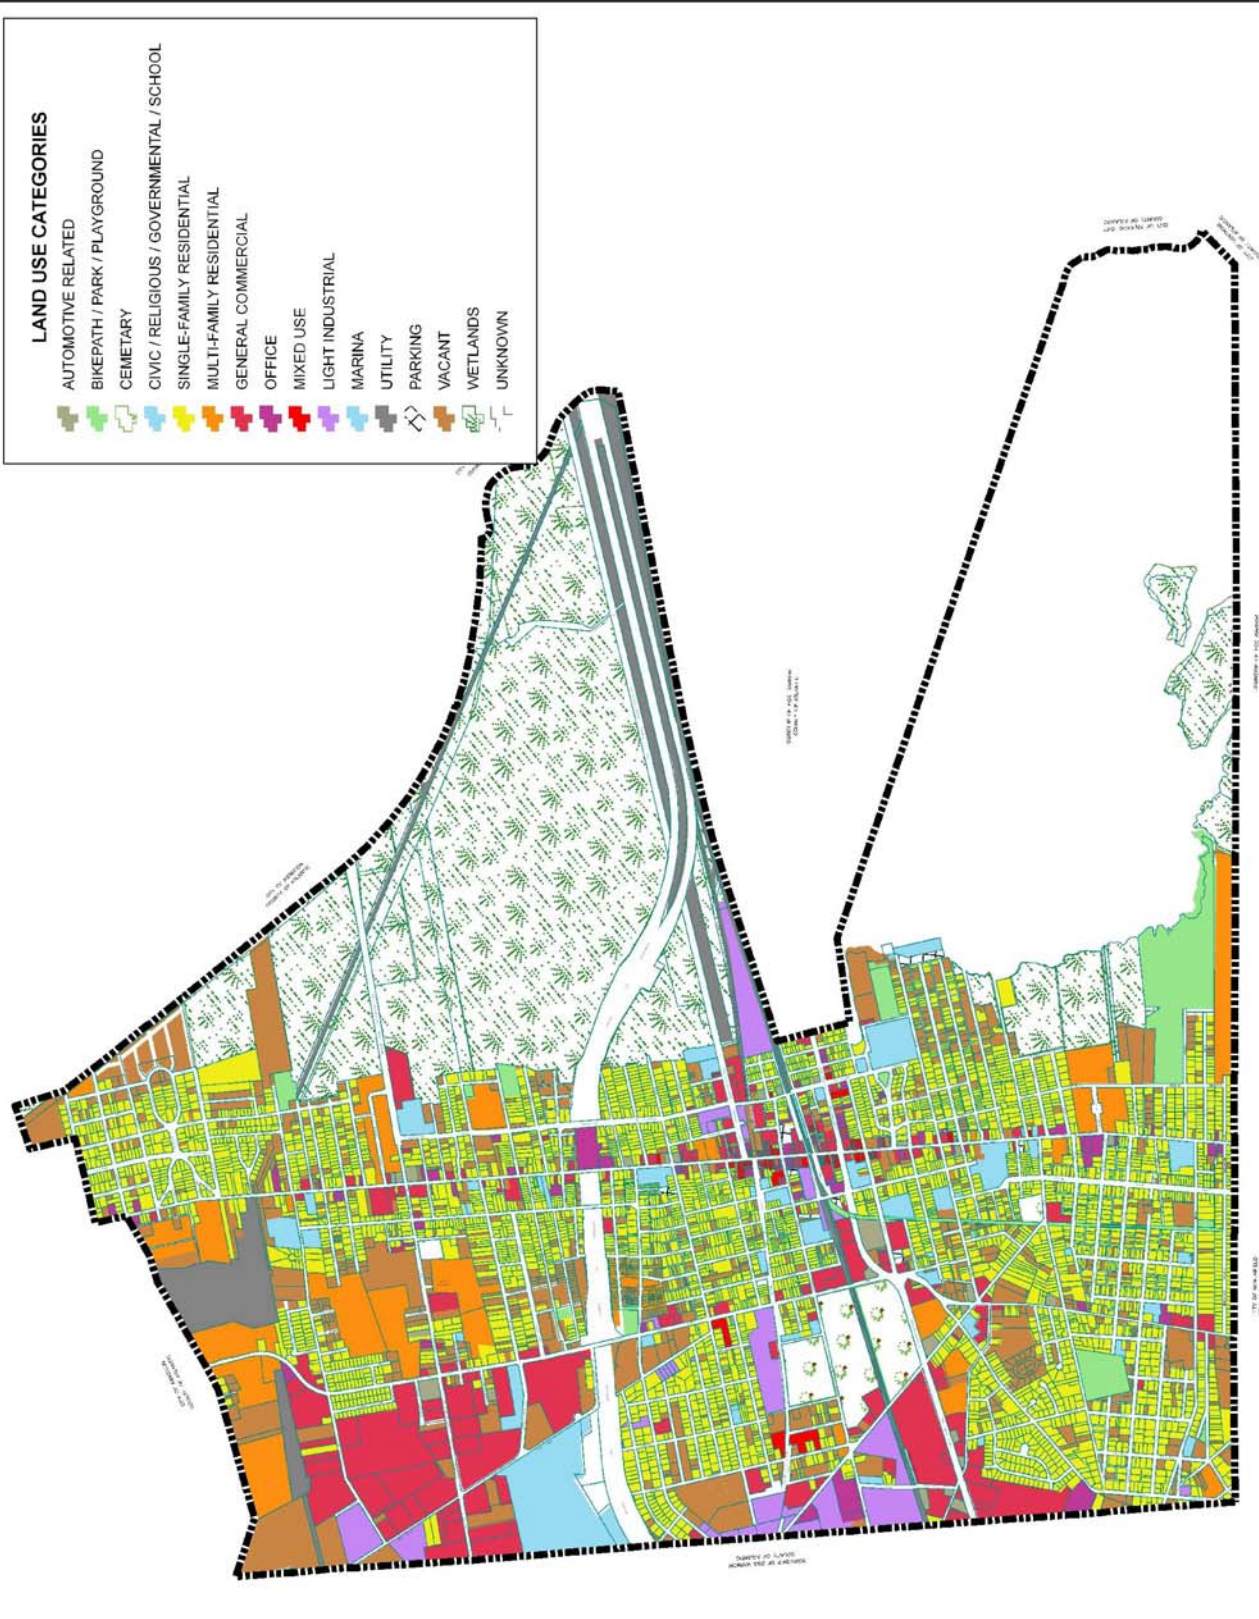 LAND USE CATEGORIES
AUTOMOTIVE RELATED
BIKEPATH / PARK / PLAYGROUND
CEMETARY
CIVIC / RELIGIOUS / GOVERNMENTAL / SCHOOL
SINGLE-FAMILY RESIDENTIAL
MULTI-FAMILY RESIDENTIAL
GENERAL COMMERCIAL
OFFICE
MIXED USE
LIGHT INDUSTRIAL
MARINA
UTILITY
PARKING
VACANT
WETLANDS
UNKNOWN